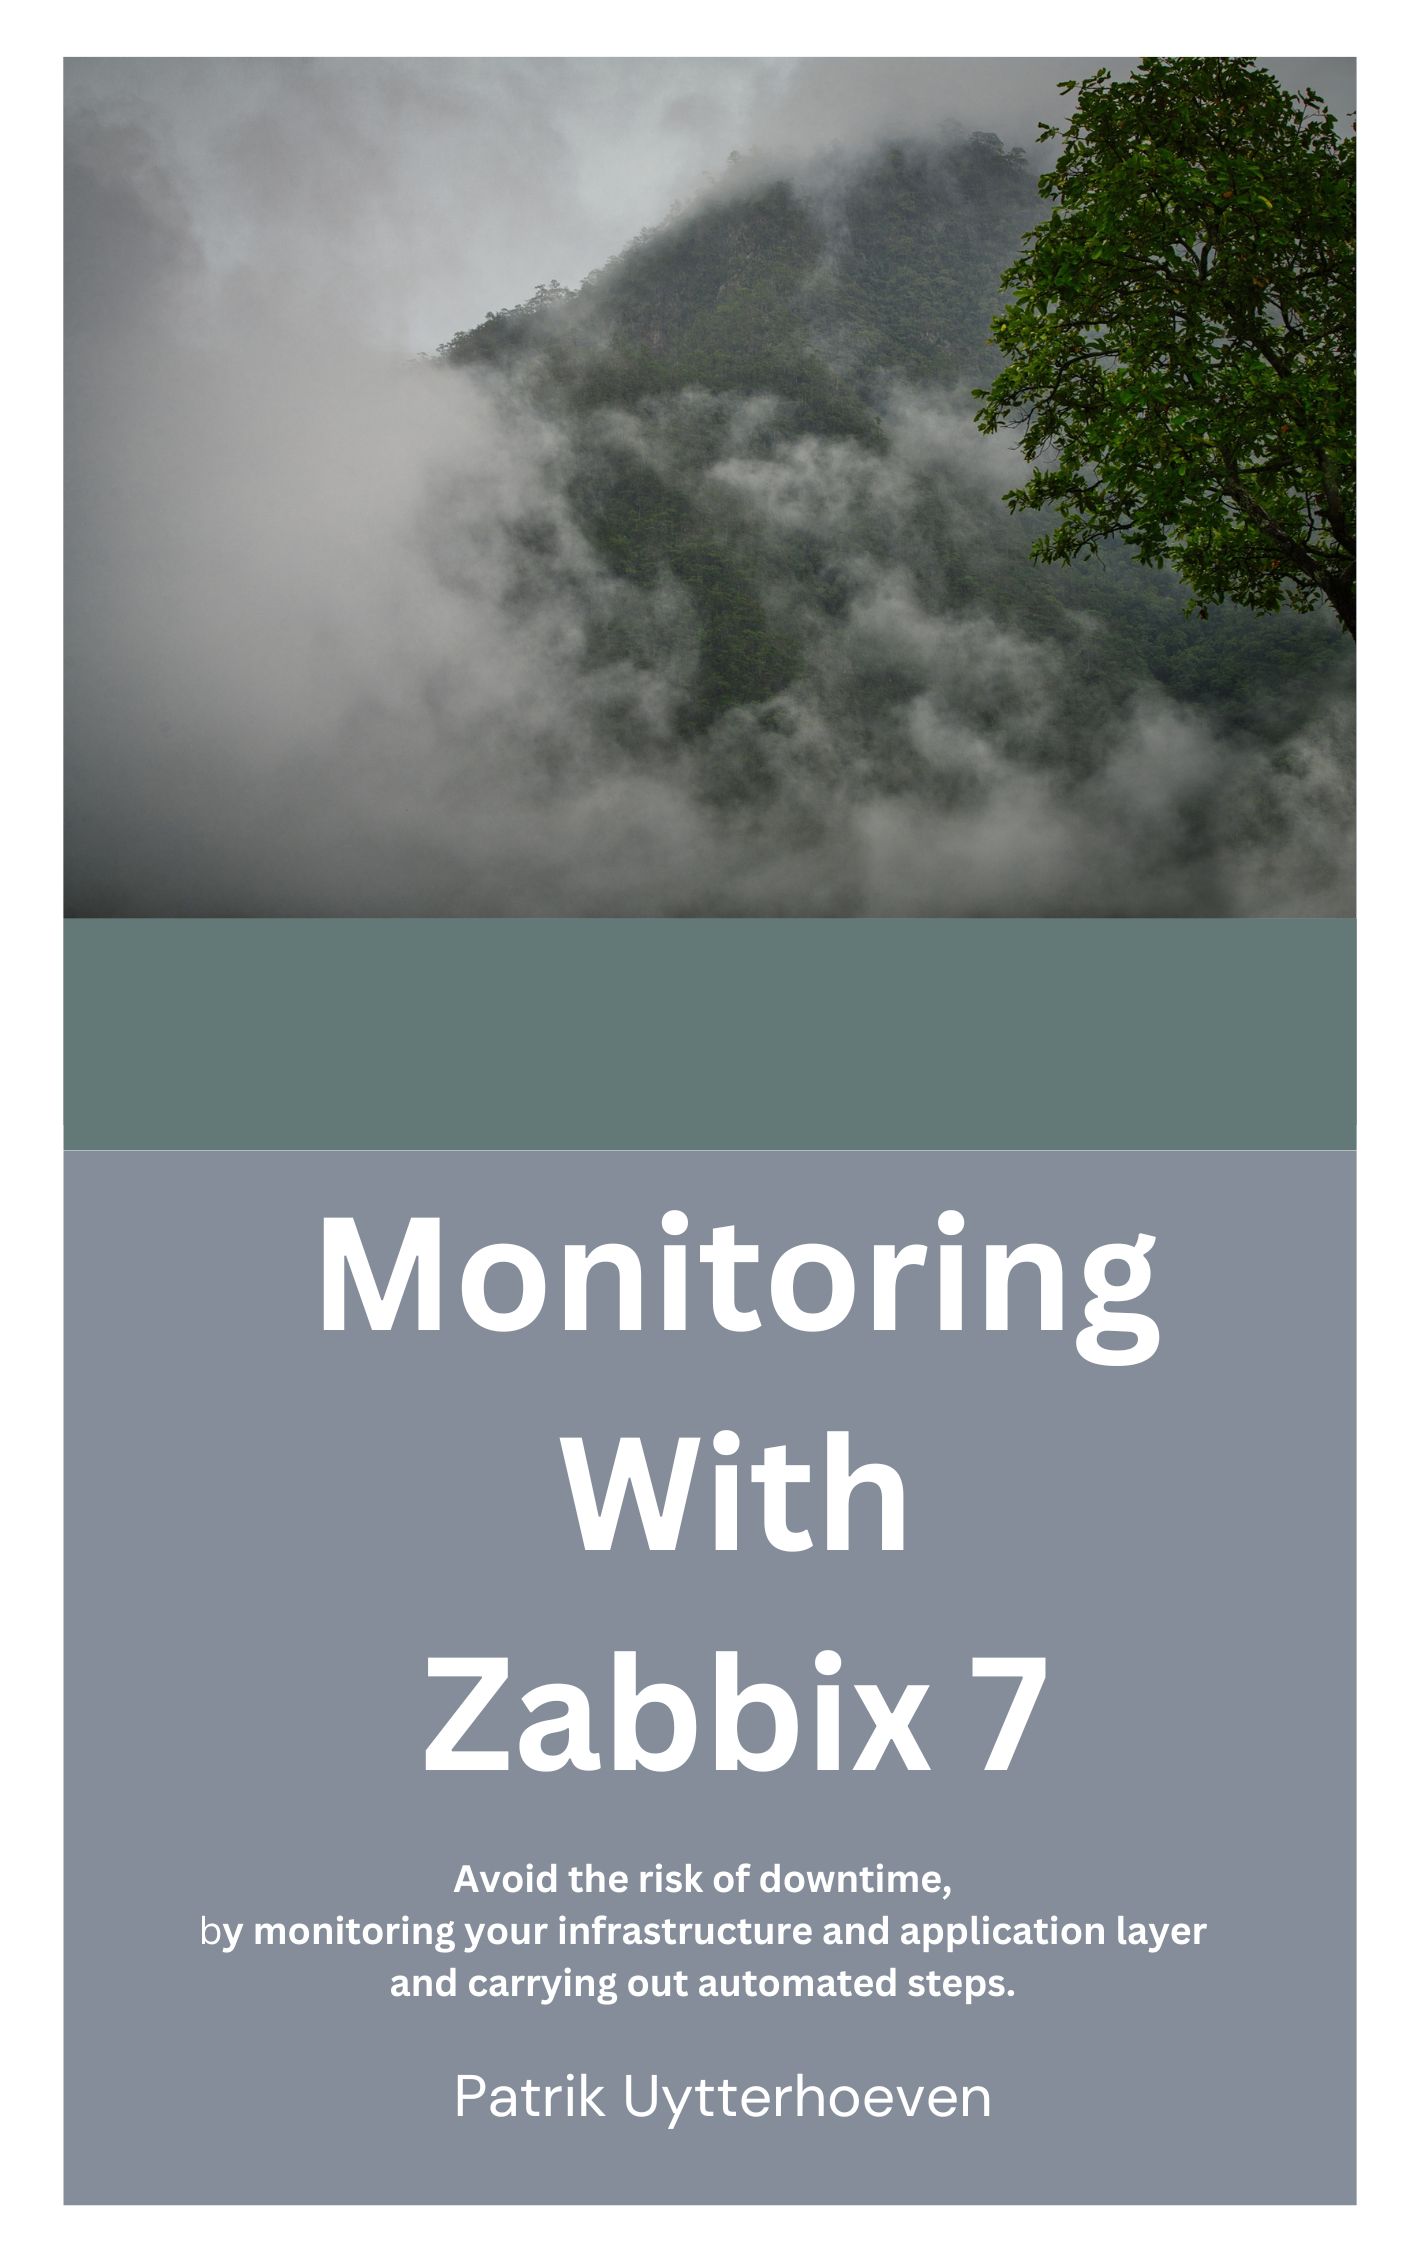 Monitoring
With
Zabbix 7
Avoid the risk of downtime,
by monitoring your infrastructure and application layer
and carrying out automated steps.
Patrik Uytterhoeven